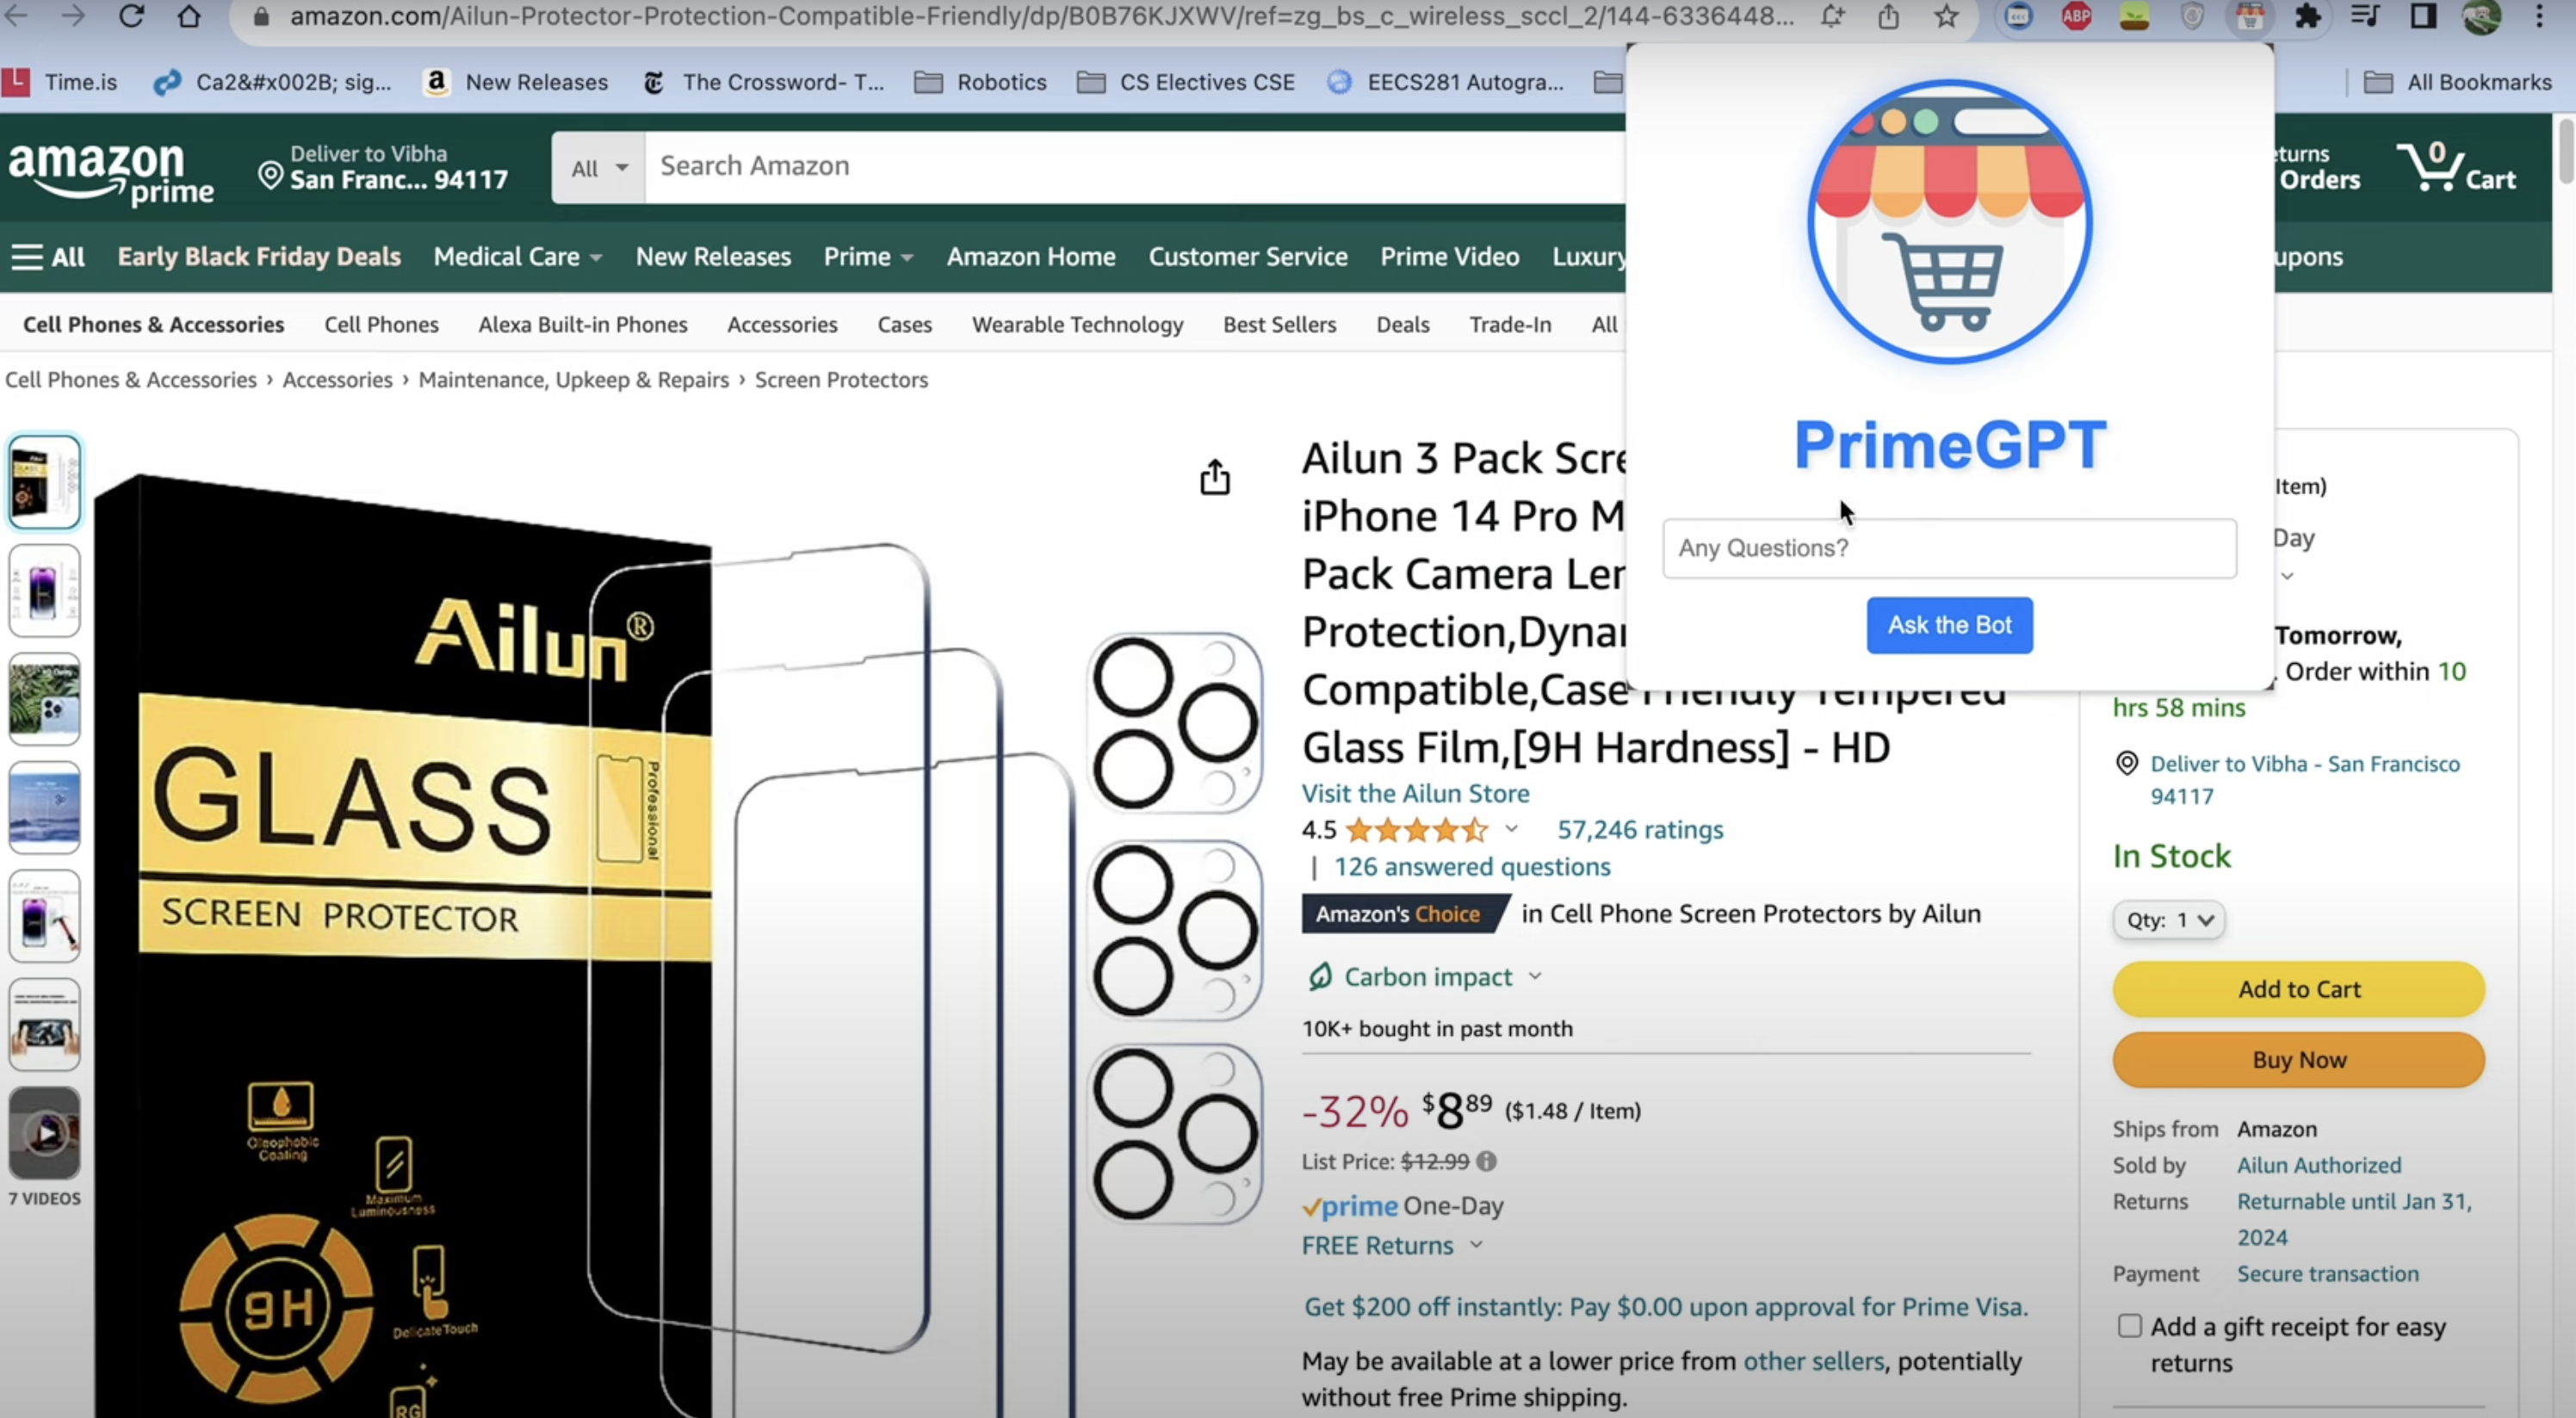 amazon.com/Ailun-Protector-Protection-Compatible-Friendly/dp/B0B76KJXWV/ref=zg_bs_c_wireless_sccl_2/144-6336448...
ABP
Time.is
Ca2&#x002B; sig...
New Releases
The Crossword- T...
Robotics
CS Electives CSE
EECS281 Autogra...
All Bookmarks
amazon
prime
Deliver to Vibha
San Franc... 94117
All
Search Amazon
eturns
Orders
0
Cart
All
Early Black Friday Deals
Medical Care
New Releases
Prime
Amazon Home
Customer Service
Prime Video
Luxury
upons
Cell Phones & Accessories
Cell Phones
Alexa Built-in Phones
Accessories
Cases
Wearable Technology
Best Sellers
Deals
Trade-In
All
Cell Phones & Accessories › Accessories › Maintenance, Upkeep & Repairs › Screen Protectors
PrimeGPT
Any Questions?
Ask the Bot
7 VIDEOS
Ailun®
GLASS
Professional
SCREEN PROTECTOR
Oleophobic
Coating
Maximum
Luminousness
9H
Delicate Touch
RG
Ailun 3 Pack Scre
iPhone 14 Pro M
Pack Camera Len
Protection,Dynam
Compatible,Case Friendly Tempered
Glass Film,[9H Hardness] - HD
Visit the Ailun Store
4.5
57,246 ratings
| 126 answered questions
Amazon's Choice in Cell Phone Screen Protectors by Ailun
Carbon impact
10K+ bought in past month
-32% $8 89 ($1.48 / Item)
List Price: $12.99
prime One-Day
FREE Returns
Get $200 off instantly: Pay $0.00 upon approval for Prime Visa.
May be available at a lower price from other sellers, potentially
without free Prime shipping.
Item)
Day
Tomorrow,
. Order within 10
hrs 58 mins
Deliver to Vibha - San Francisco
94117
In Stock
Qty: 1
Add to Cart
Buy Now
Ships from Amazon
Sold by Ailun Authorized
Returns Returnable until Jan 31,
2024
Payment Secure transaction
Add a gift receipt for easy
returns